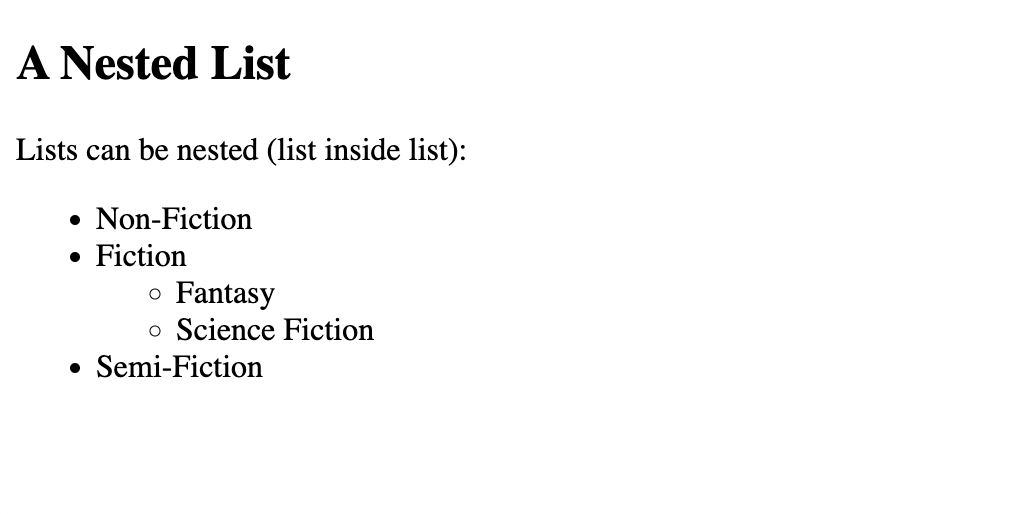 A Nested List
Lists can be nested (list inside list):
• Non-Fiction
• Fiction
◦ Fantasy
◦ Science Fiction
• Semi-Fiction